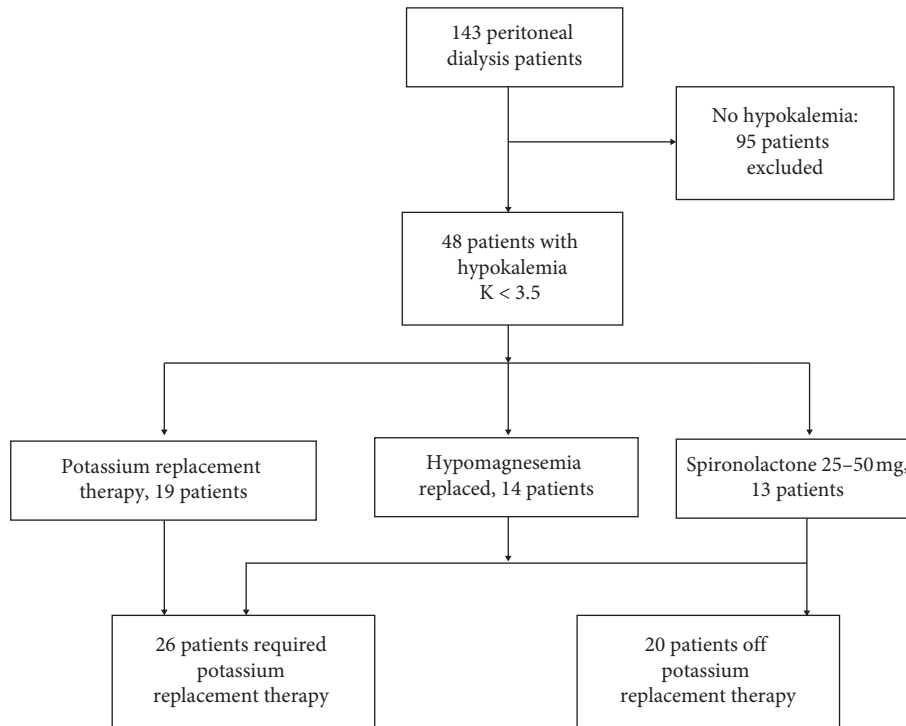 143 peritoneal
dialysis patients
No hypokalemia:
95 patients
excluded
48 patients with
hypokalemia
K < 3.5
Potassium replacement
therapy, 19 patients
Hypomagnesemia
replaced, 14 patients
Spironolactone 25–50 mg,
13 patients
26 patients required
potassium
replacement therapy
20 patients off
potassium
replacement therapy